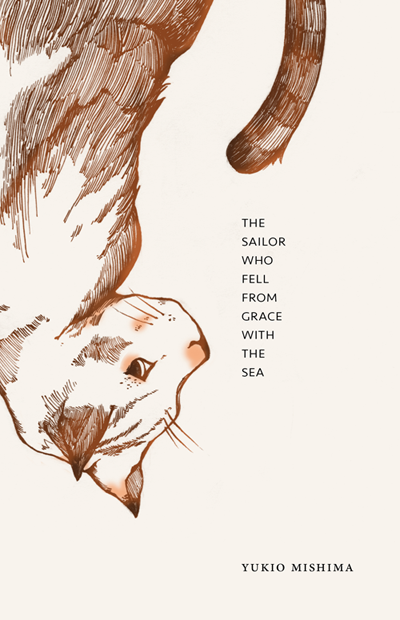 THE
SAILOR
WHO
FELL
FROM
GRACE
WITH
THE
SEA
YUKIO MISHIMA